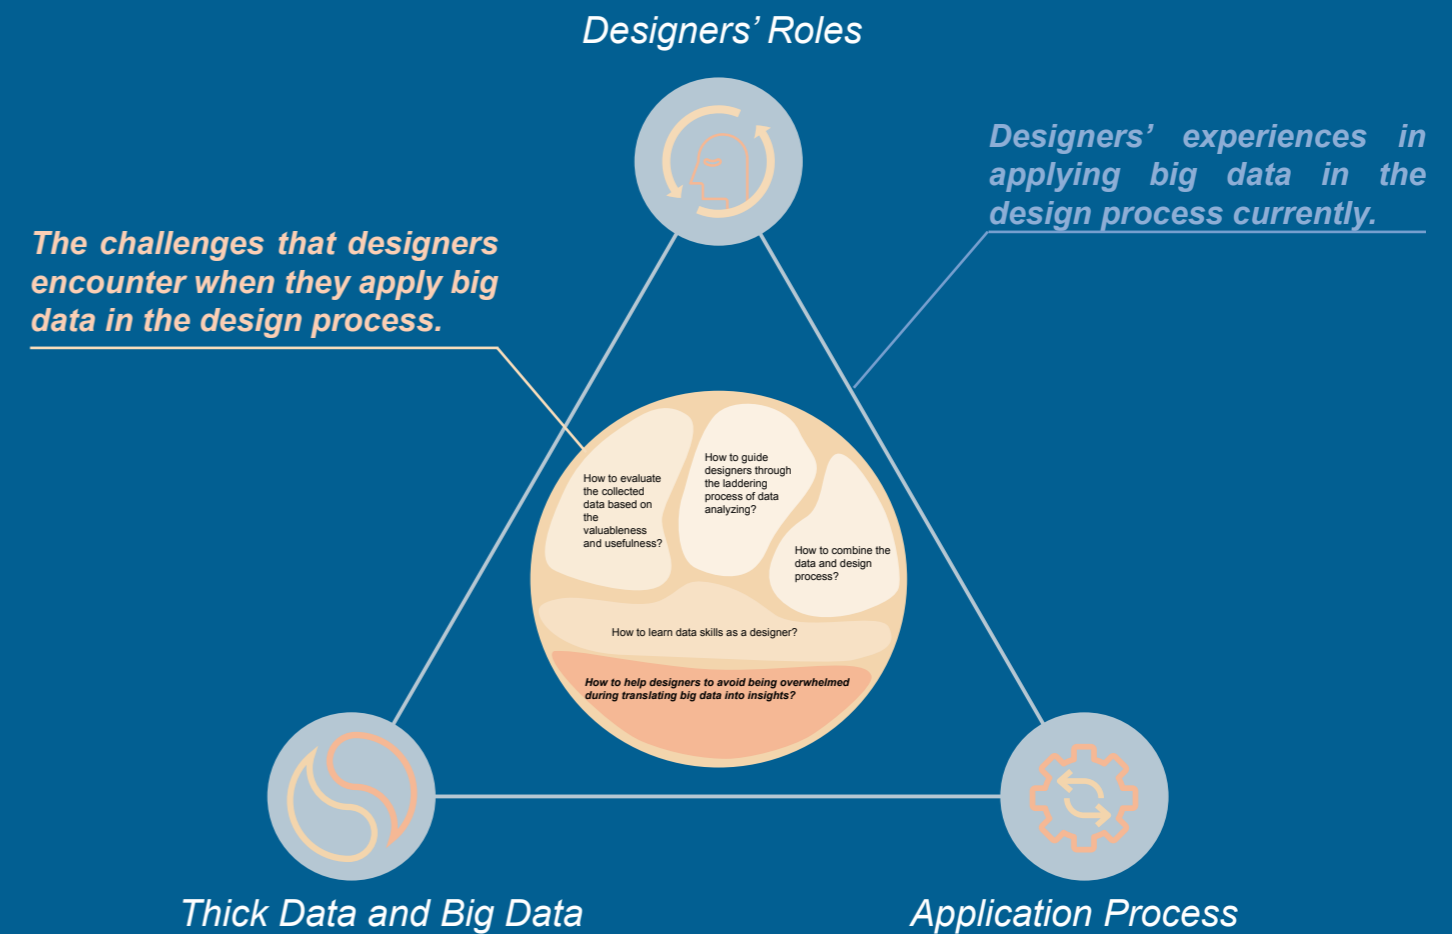 Designers’ Roles
Designers’ experiences in
applying big data in the
design process currently.
The challenges that designers
encounter when they apply big
data in the design process.
How to evaluate
the collected
data based on
the
valuableness
and usefulness?
How to guide
designers through
the laddering
process of data
analyzing?
How to combine the
data and design
process?
How to learn data skills as a designer?
How to help designers to avoid being overwhelmed
during translating big data into insights?
Thick Data and Big Data
Application Process